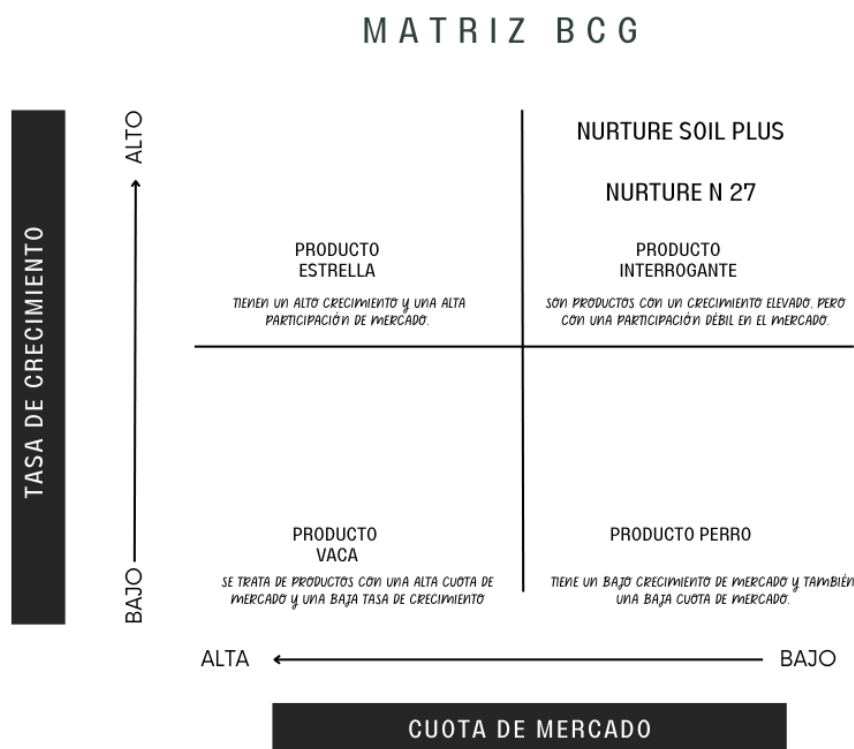 MATRIZ BCG
TASA DE CRECIMIENTO
ALTO
BAJO
PRODUCTO
ESTRELLA
TIENEN UN ALTO CRECIMIENTO Y UNA ALTA
PARTICIPACIÓN DE MERCADO.
NURTURE SOIL PLUS
NURTURE N 27
PRODUCTO
INTERROGANTE
SON PRODUCTOS CON UN CRECIMIENTO ELEVADO, PERO
CON UNA PARTICIPACIÓN DÉBIL EN EL MERCADO.
PRODUCTO
VACA
SE TRATA DE PRODUCTOS CON UNA ALTA CUOTA DE
MERCADO Y UNA BAJA TASA DE CRECIMIENTO
PRODUCTO PERRO
TIENE UN BAJO CRECIMIENTO DE MERCADO Y TAMBIÉN
UNA BAJA CUOTA DE MERCADO.
ALTA
BAJO
CUOTA DE MERCADO